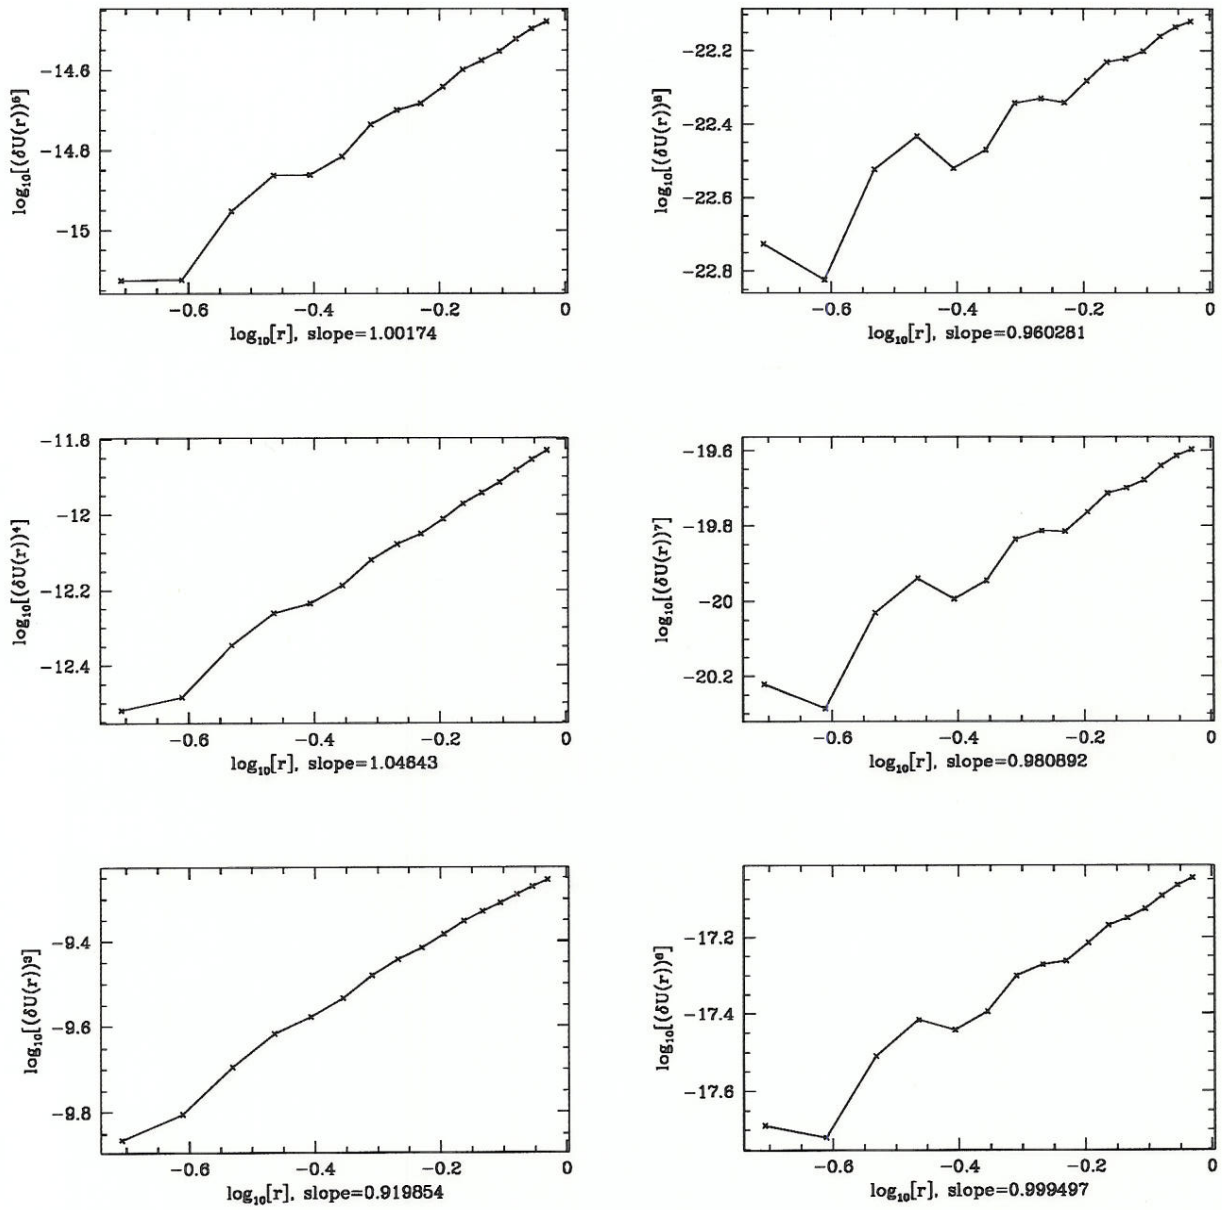 log₁₀[(δU(r))⁵]
−14.6
−14.8
−15
−0.6 −0.4 −0.2 0
log₁₀[r], slope=1.00174
log₁₀[(δU(r))⁸]
−22.2
−22.4
−22.6
−22.8
−0.6 −0.4 −0.2 0
log₁₀[r], slope=0.960281
log₁₀[(δU(r))⁴]
−11.8
−12
−12.2
−12.4
−0.6 −0.4 −0.2 0
log₁₀[r], slope=1.04643
log₁₀[(δU(r))⁷]
−19.6
−19.8
−20
−20.2
−0.6 −0.4 −0.2 0
log₁₀[r], slope=0.980892
log₁₀[(δU(r))³]
−9.4
−9.6
−9.8
−0.6 −0.4 −0.2 0
log₁₀[r], slope=0.919854
log₁₀[(δU(r))⁶]
−17.2
−17.4
−17.6
−0.6 −0.4 −0.2 0
log₁₀[r], slope=0.999497